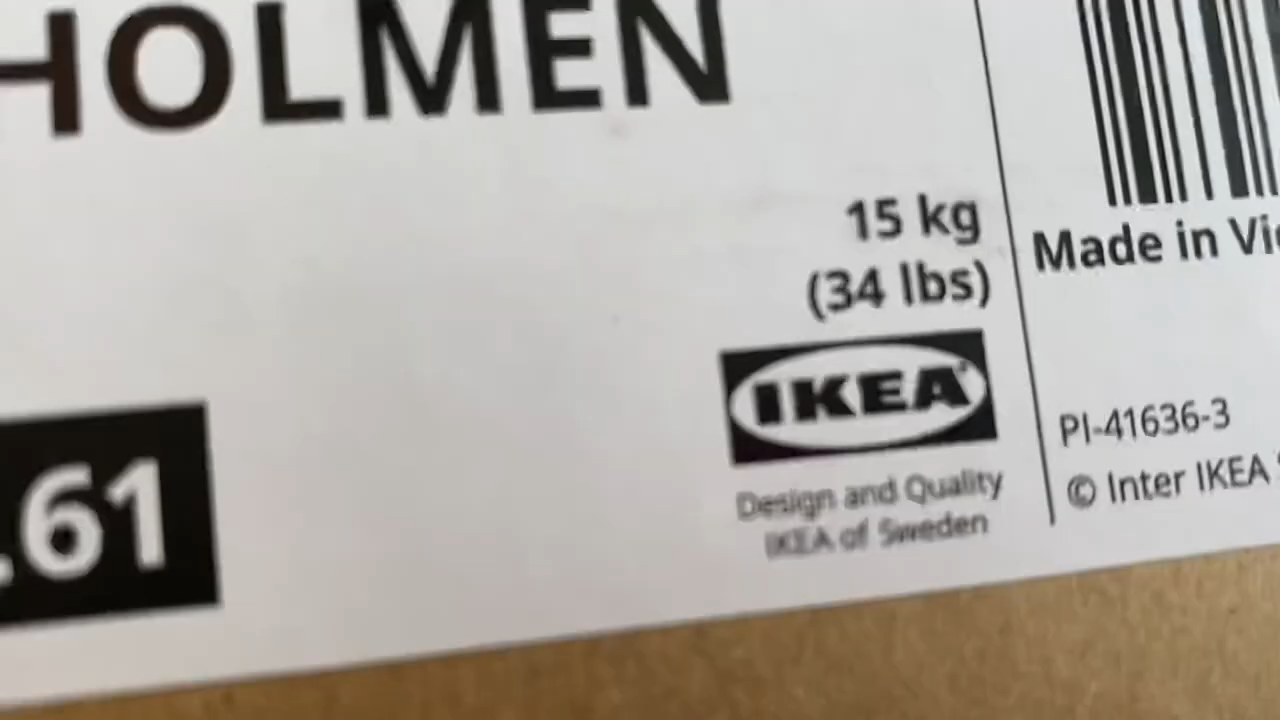 HOLMEN
15 kg
(34 lbs)
IKEA
Design and Quality
IKEA of Sweden
.61
Made in
PI-41636-3
© Inter IKEA